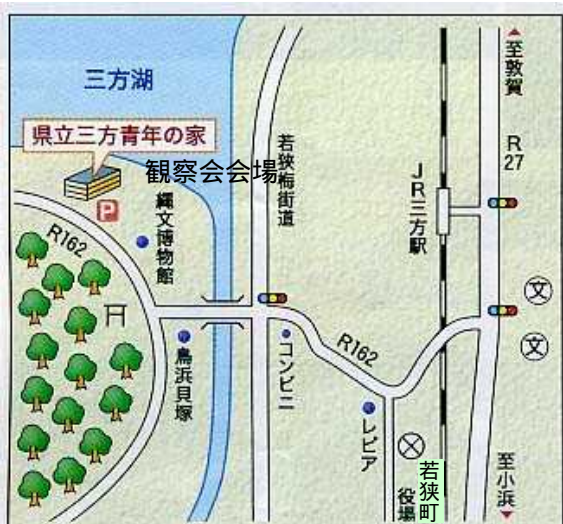 三方湖
県立三方青年の家
観察会会場
P
縄文博物館
R162
若狭梅街道
JR三方駅
至敦賀
R27
文
文
鳥浜貝塚
コンビニ
R162
レピア
若狭町
役場
至小浜